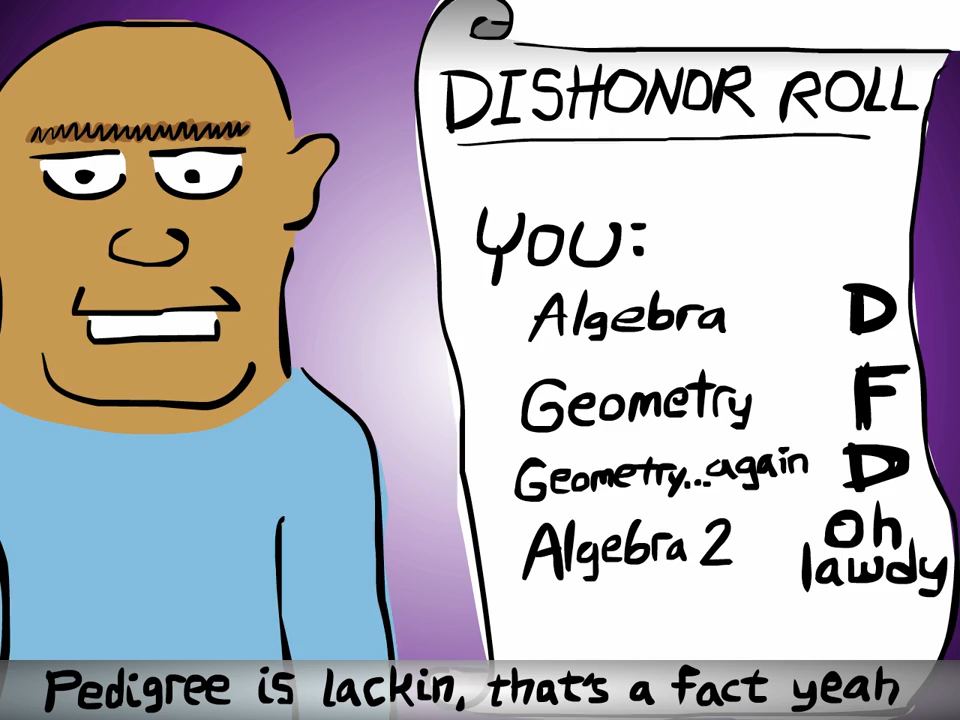 DISHONOR ROLL
YOU:
Algebra D
Geometry F
Geometry...again D
Algebra 2 oh lawdy
Pedigree is lackin, that's a fact yeah